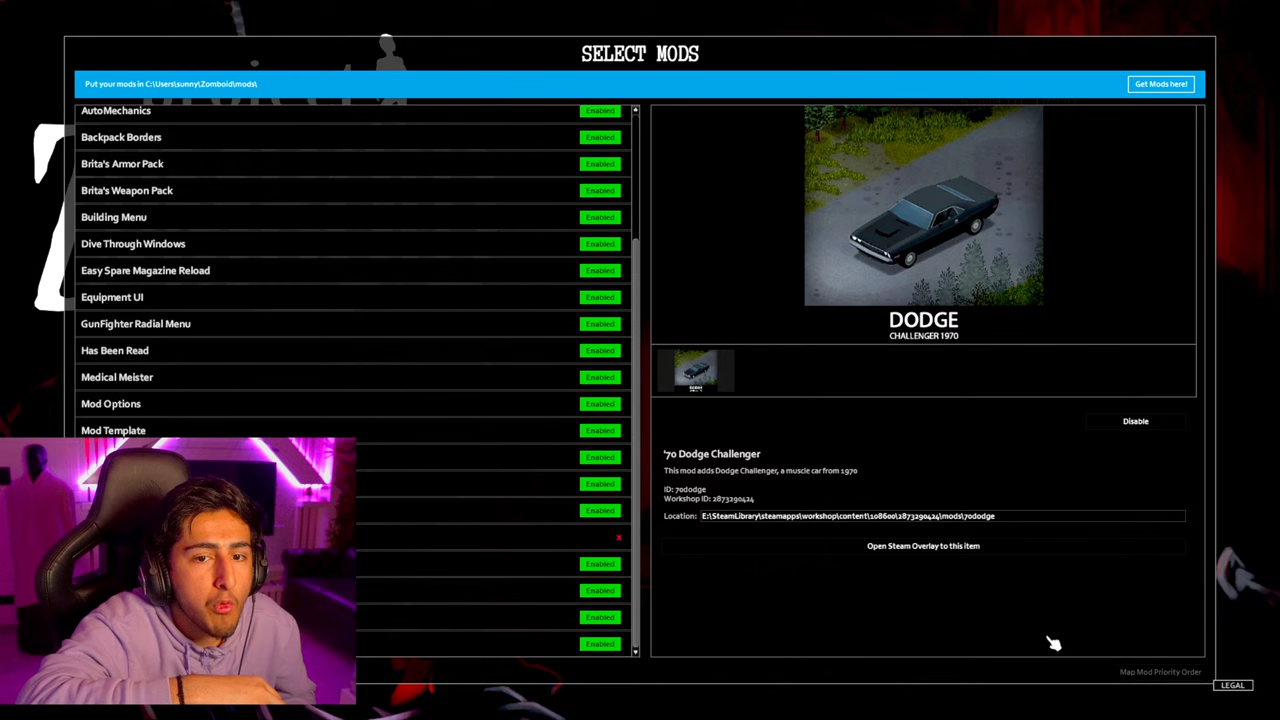 SELECT MODS
Put your mods in C:\Users\sunny\Zomboid\mods\
Get Mods here!
AutoMechanics Enabled
Backpack Borders Enabled
Brita's Armor Pack Enabled
Brita's Weapon Pack Enabled
Building Menu Enabled
Dive Through Windows Enabled
Easy Spare Magazine Reload Enabled
Equipment UI Enabled
GunFighter Radial Menu Enabled
Has Been Read Enabled
Medical Meister Enabled
Mod Options Enabled
Mod Template Enabled
Enabled
Enabled
Enabled
x
Enabled
Enabled
Enabled
Enabled
DODGE
CHALLENGER 1970
Disable
'70 Dodge Challenger
This mod adds Dodge Challenger, a muscle car from 1970
ID: 70dodge
Workshop ID: 2873290424
Location: E:\SteamLibrary\steamapps\workshop\content\108600\2873290424\mods\70dodge
Open Steam Overlay to this item
Map Mod Priority Order
LEGAL